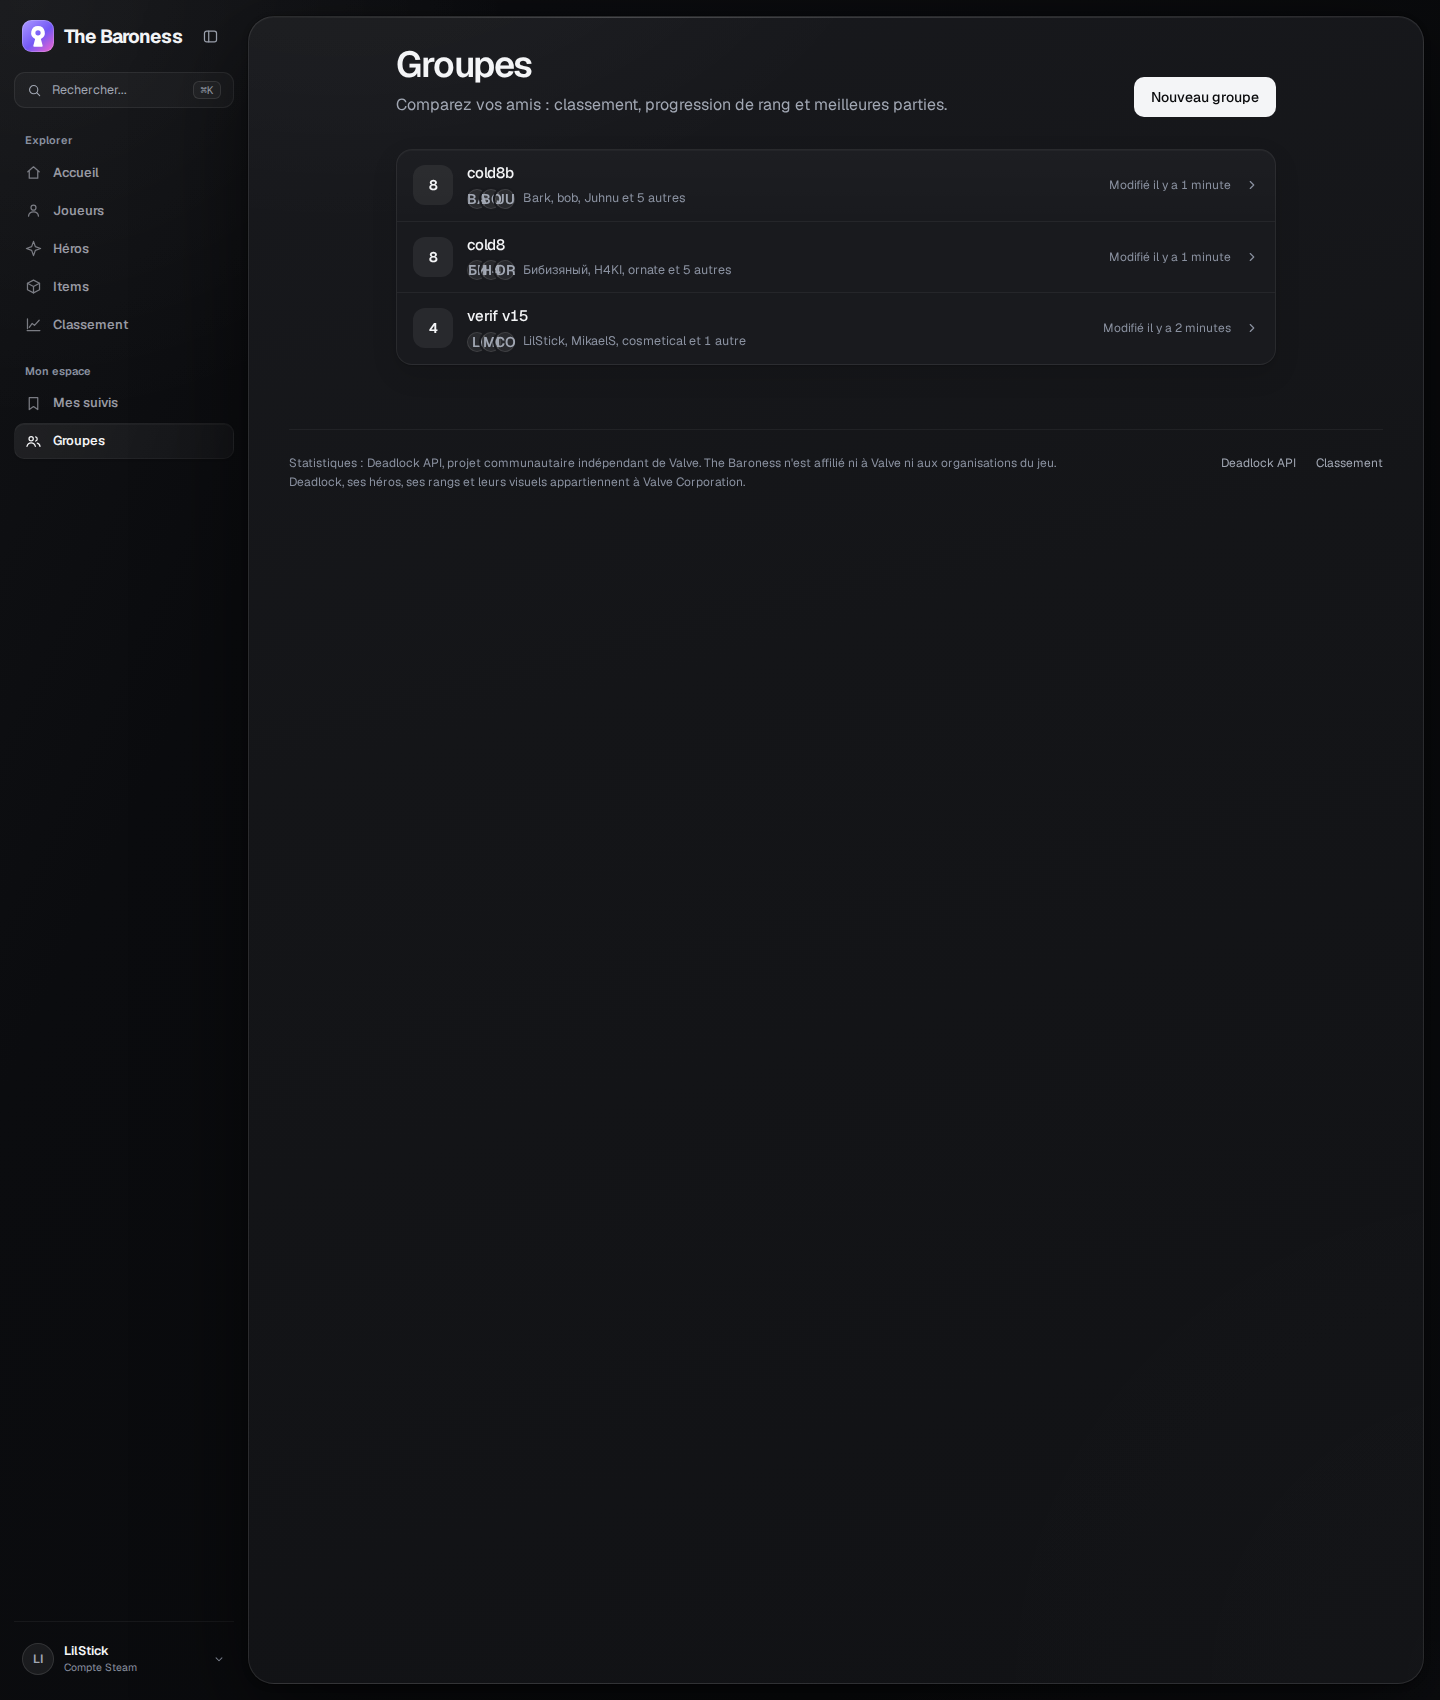 The Baroness
Rechercher...
⌘K
Explorer
Accueil
Joueurs
Héros
Items
Classement
Mon espace
Mes suivis
Groupes
LI
LilStick
Compte Steam
Groupes
Comparez vos amis : classement, progression de rang et meilleures parties.
Nouveau groupe
8
cold8b
Bark, bob, Juhnu et 5 autres
Modifié il y a 1 minute
8
cold8
Бибизяный, H4KI, ornate et 5 autres
Modifié il y a 1 minute
4
verif v15
LilStick, MikaelS, cosmetical et 1 autre
Modifié il y a 2 minutes
Statistiques : Deadlock API, projet communautaire indépendant de Valve. The Baroness n'est affilié ni à Valve ni aux organisations du jeu.
Deadlock, ses héros, ses rangs et leurs visuels appartiennent à Valve Corporation.
Deadlock API
Classement